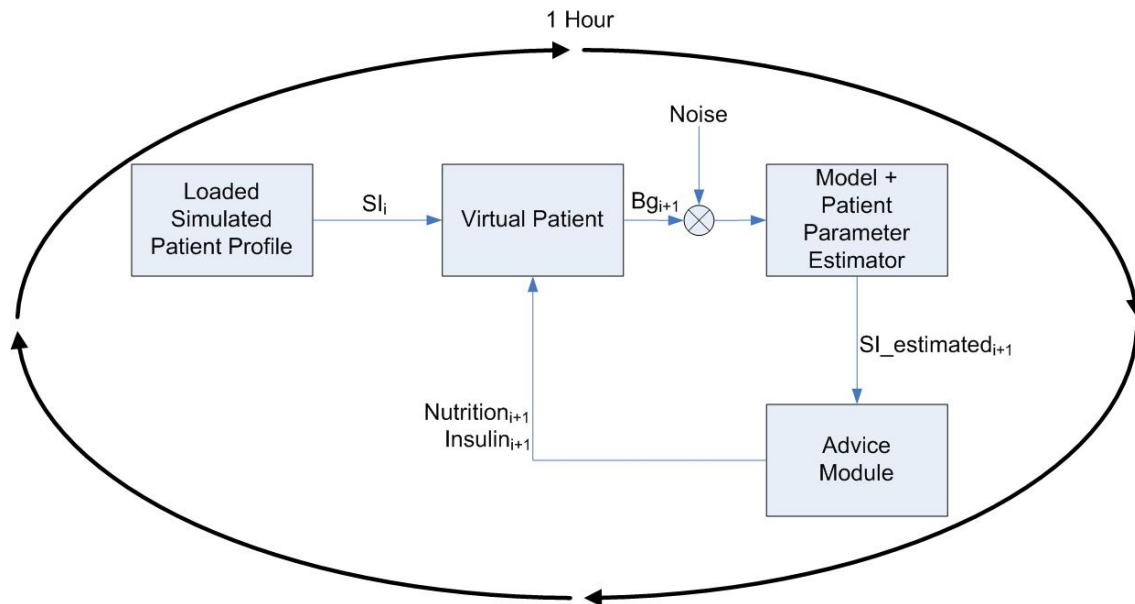 1 Hour
Noise
Loaded
Simulated
Patient Profile
SIᵢ
Virtual Patient
Bgᵢ₊₁
Model +
Patient
Parameter
Estimator
SI_estimatedᵢ₊₁
Nutritionᵢ₊₁
Insulinᵢ₊₁
Advice
Module